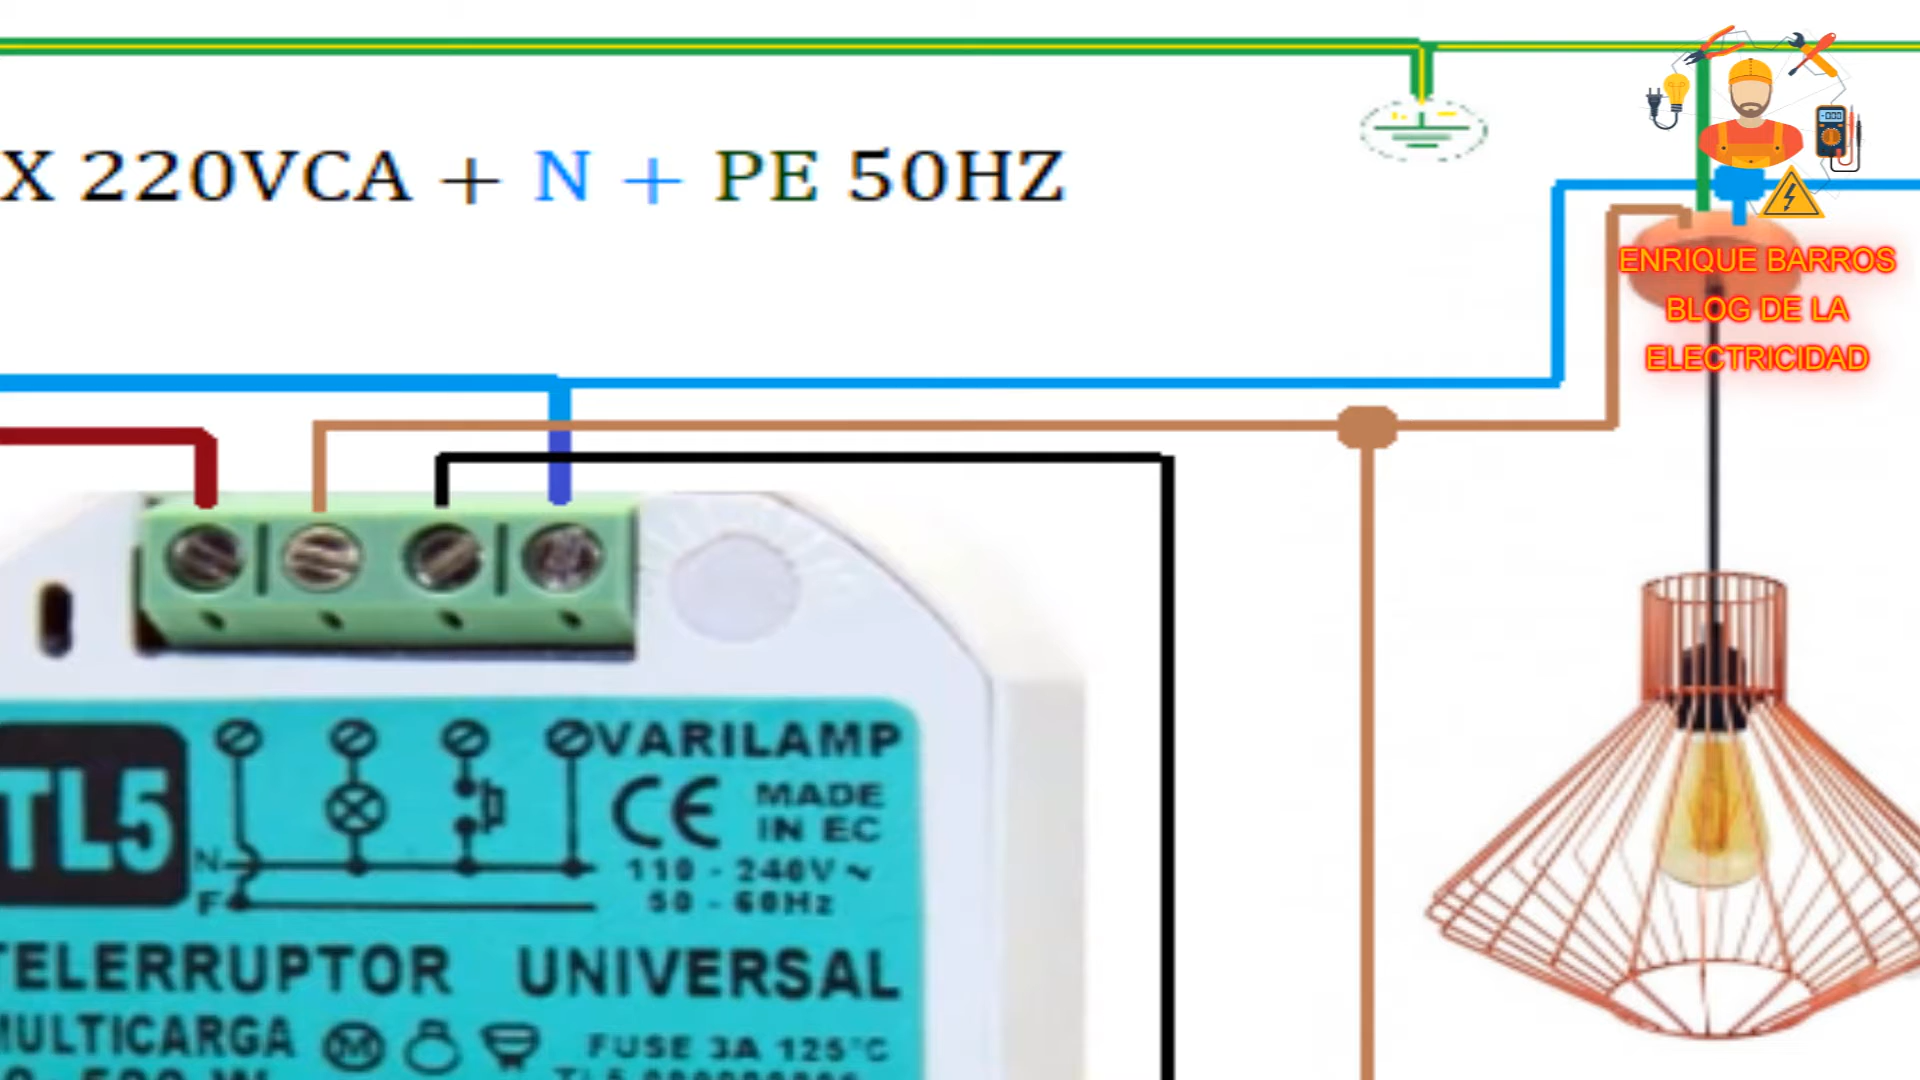 X 220VCA + N + PE 50HZ
ENRIQUE BARROS
BLOG DE LA
ELECTRICIDAD
VARILAMP
CE MADE
IN EC
TL5
N
110 - 240V ~
F
50 - 60Hz
TELERRUPTOR UNIVERSAL
MULTICARGA M FUSE 3A 125°C